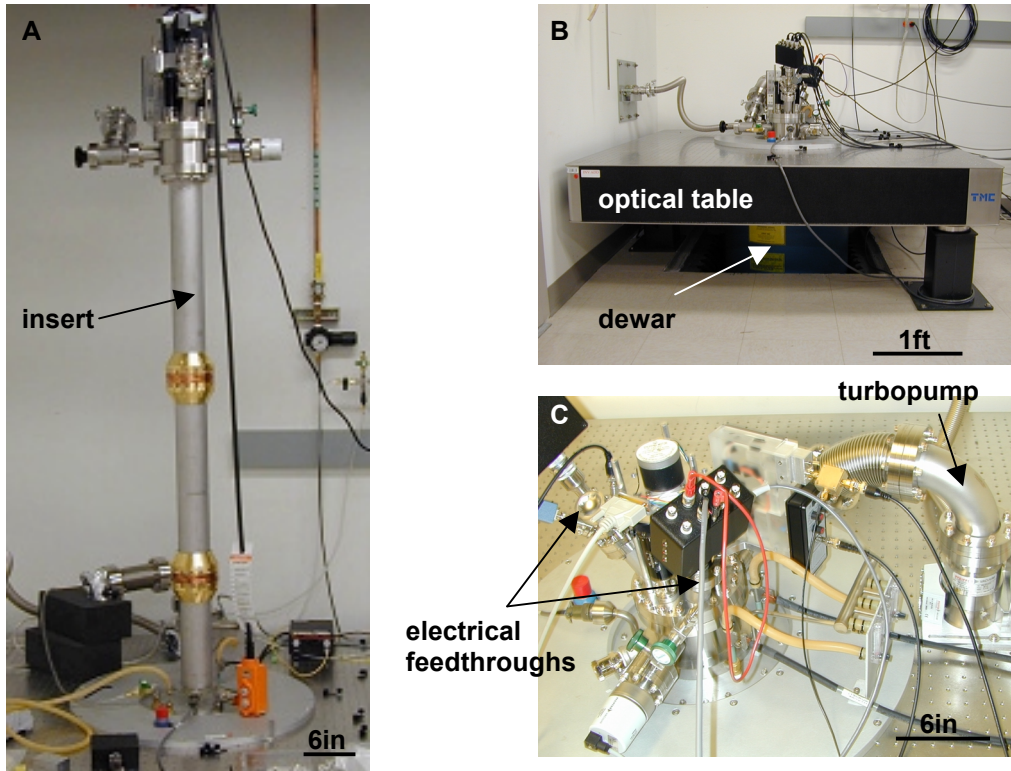 A
insert
6in
B
optical table
TMC
dewar
1ft
turbopump
C
electrical
feedthroughs
6in